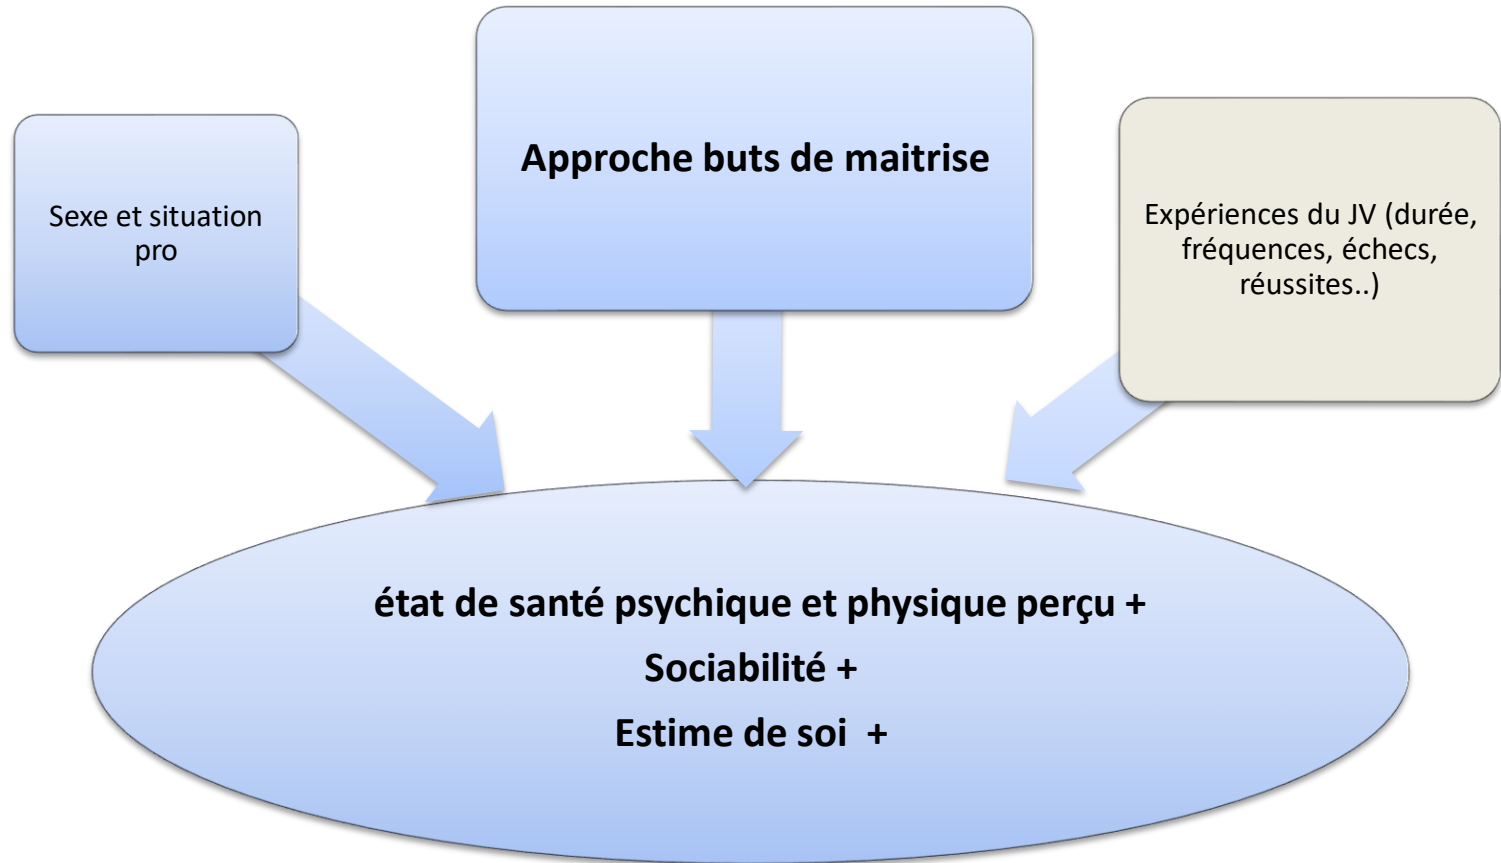 Approche buts de maitrise
Sexe et situation
pro
Expériences du JV (durée,
fréquences, échecs,
réussites..)
état de santé psychique et physique perçu +
Sociabilité +
Estime de soi  +